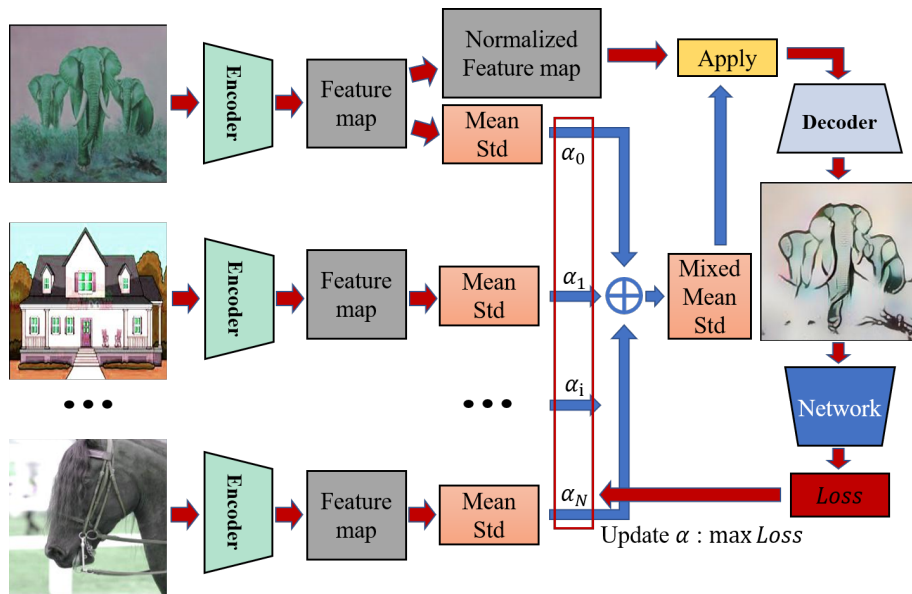 Encoder
Feature
map
Normalized
Feature map
Mean
Std
α₀
Apply
Decoder
Encoder
Feature
map
Mean
Std
α₁
Mixed
Mean
Std
•••
•••
αᵢ
Network
Encoder
Feature
map
Mean
Std
α_N
Loss
Update α : max Loss